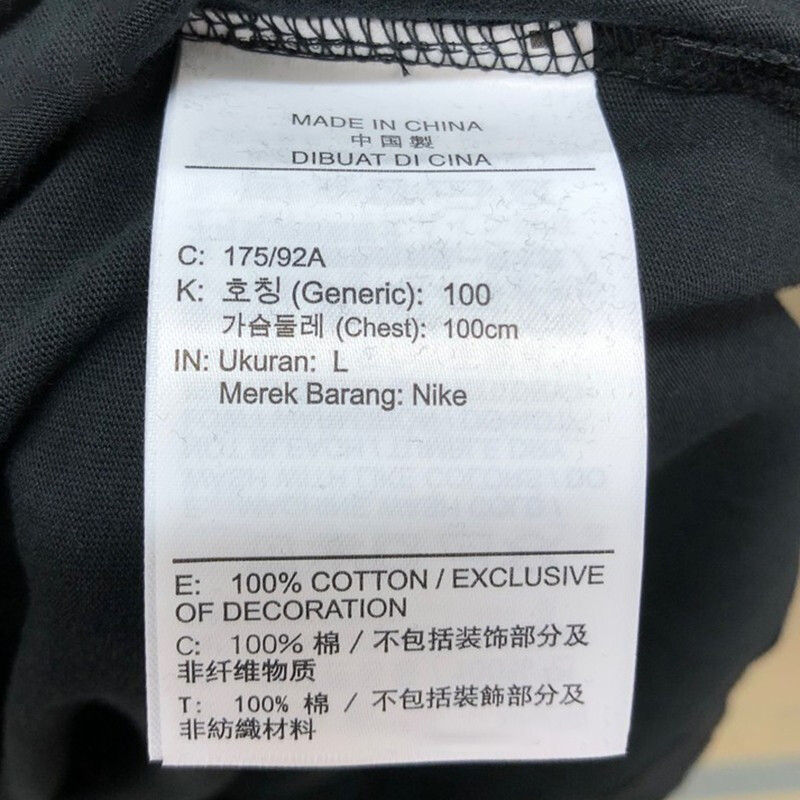 MADE IN CHINA
中国製
DIBUAT DI CINA
C: 175/92A
K: 호칭 (Generic): 100
가슴둘레 (Chest): 100cm
IN: Ukuran: L
Merek Barang: Nike
E: 100% COTTON / EXCLUSIVE
OF DECORATION
C: 100% 棉 / 不包括装饰部分及
非纤维物质
T: 100% 棉 / 不包括裝飾部分及
非紡織材料